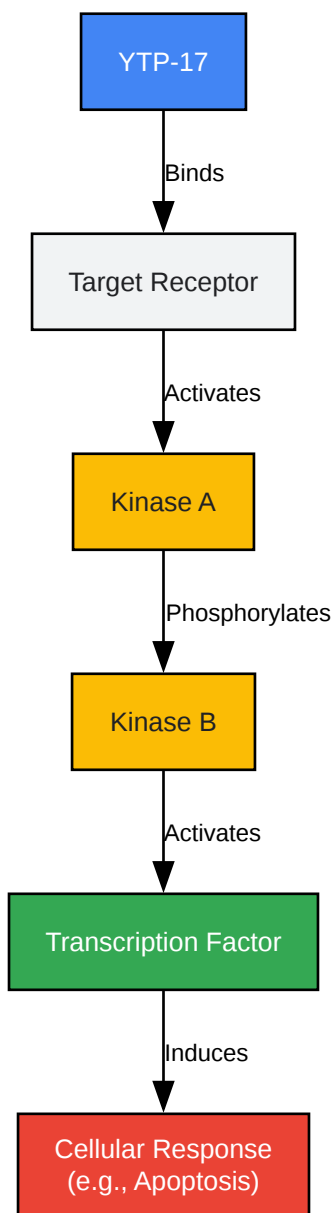 YTP-17
Binds
Target Receptor
Activates
Kinase A
Phosphorylates
Kinase B
Activates
Transcription Factor
Induces
Cellular Response
(e.g., Apoptosis)